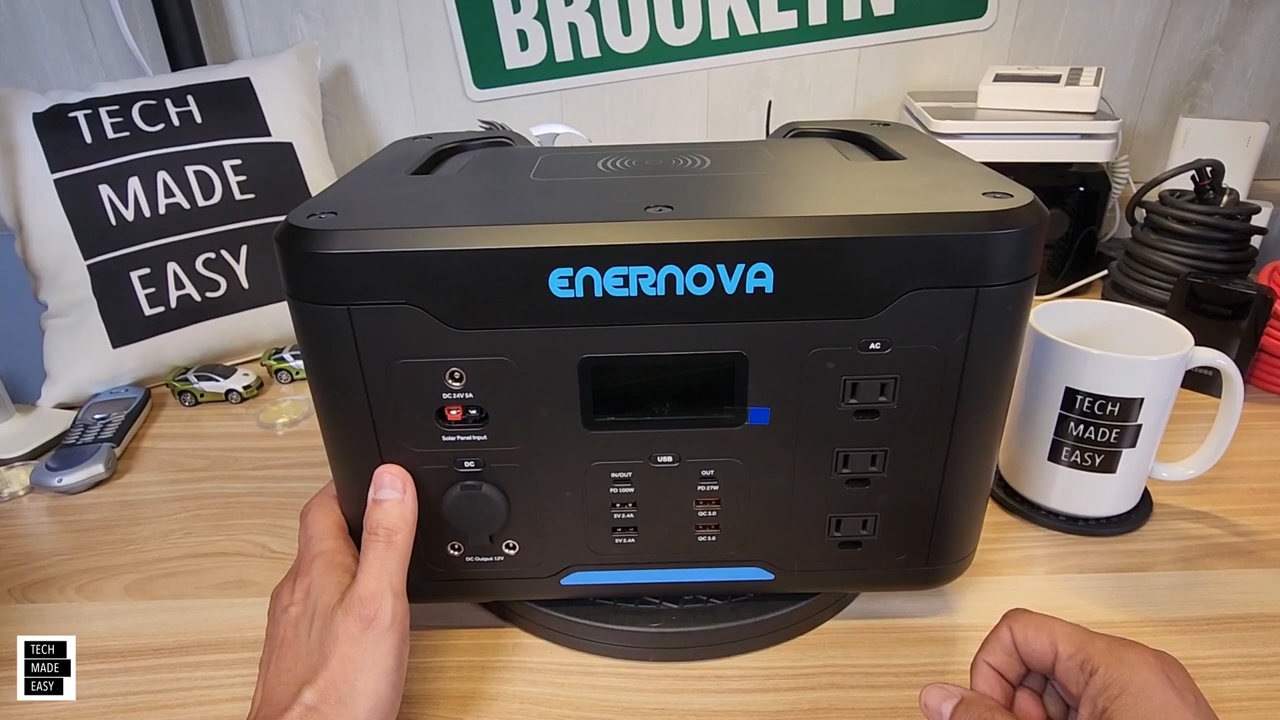 BROOKLYN
TECH
MADE
EASY
ENERNOVA
AC
DC 24V 5A
Solar Panel Input
DC
DC Output: 12V
USB
IN/OUT
PD 100W
5V 2.4A
5V 2.4A
OUT
PD 27W
QC 3.0
QC 3.0
TECH
MADE
EASY
TECH
MADE
EASY